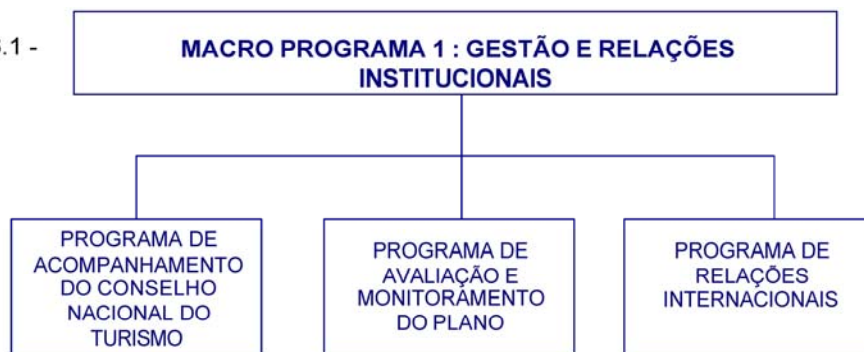 .1 -
MACRO PROGRAMA 1 : GESTÃO E RELAÇÕES
INSTITUCIONAIS
PROGRAMA DE
ACOMPANHAMENTO
DO CONSELHO
NACIONAL DO
TURISMO
PROGRAMA DE
AVALIAÇÃO E
MONITORAMENTO
DO PLANO
PROGRAMA DE
RELAÇÕES
INTERNACIONAIS